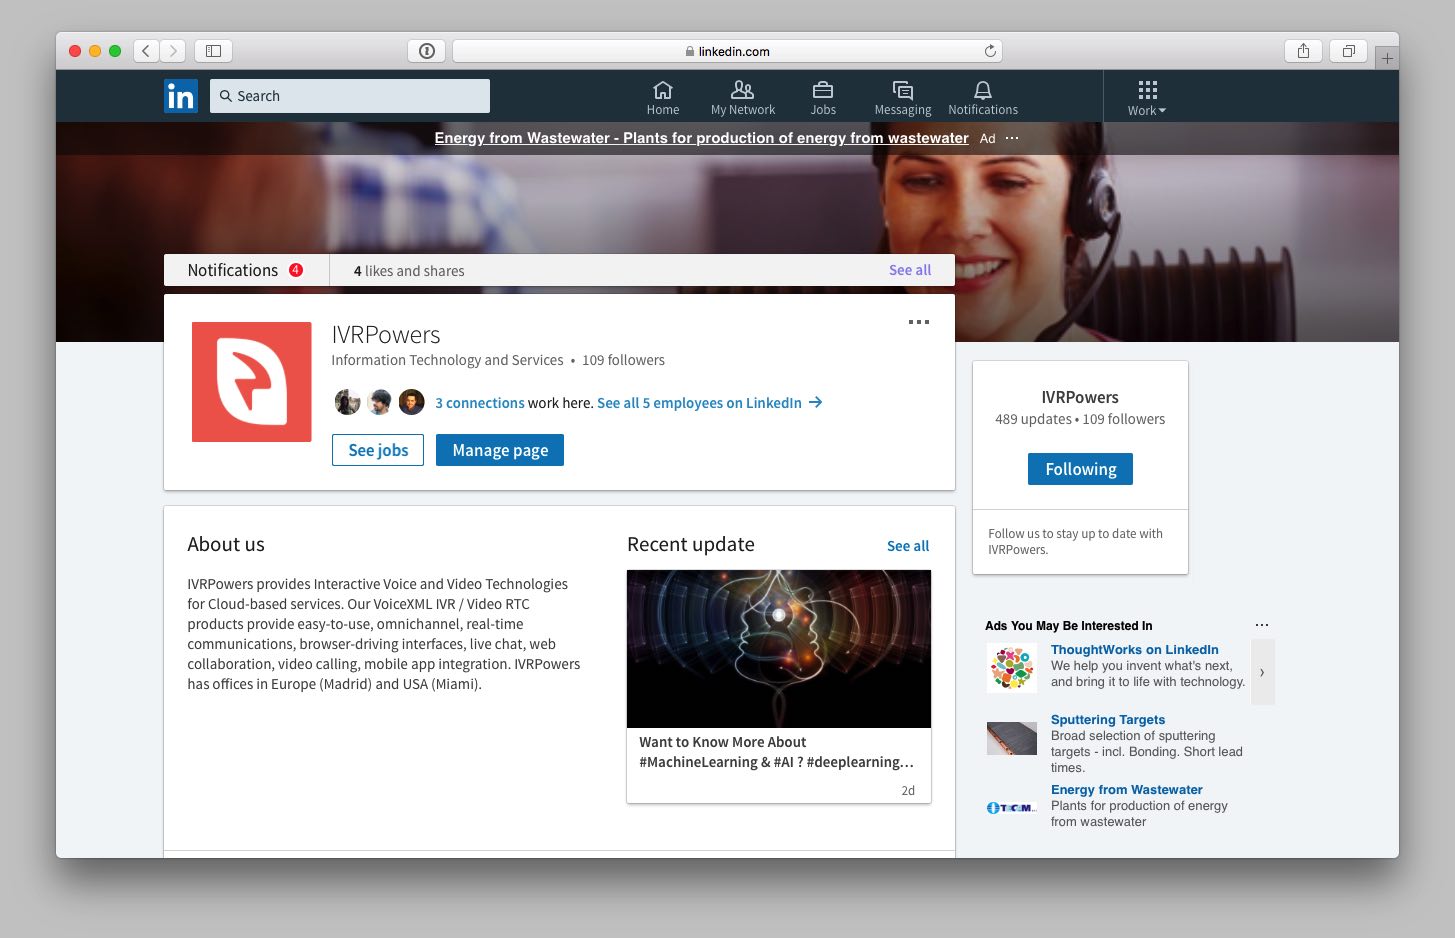 linkedin.com
in
Search
Home
My Network
Jobs
Messaging
Notifications
Work
Energy from Wastewater - Plants for production of energy from wastewater Ad ···
Notifications 4
4 likes and shares
See all
IVRPowers
Information Technology and Services • 109 followers
3 connections work here. See all 5 employees on LinkedIn →
See jobs
Manage page
IVRPowers
489 updates • 109 followers
Following
Follow us to stay up to date with
IVRPowers.
About us
IVRPowers provides Interactive Voice and Video Technologies
for Cloud-based services. Our VoiceXML IVR / Video RTC
products provide easy-to-use, omnichannel, real-time
communications, browser-driving interfaces, live chat, web
collaboration, video calling, mobile app integration. IVRPowers
has offices in Europe (Madrid) and USA (Miami).
Recent update
See all
Want to Know More About
#MachineLearning & #AI ? #deeplearning...
2d
Ads You May Be Interested In
ThoughtWorks on LinkedIn
We help you invent what's next,
and bring it to life with technology.
Sputtering Targets
Broad selection of sputtering
targets - incl. Bonding. Short lead
times.
Energy from Wastewater
Plants for production of energy
from wastewater